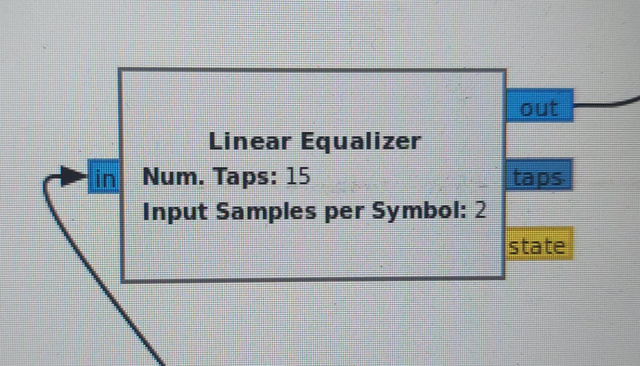 Linear Equalizer
in
Num. Taps: 15
Input Samples per Symbol: 2
out
taps
state